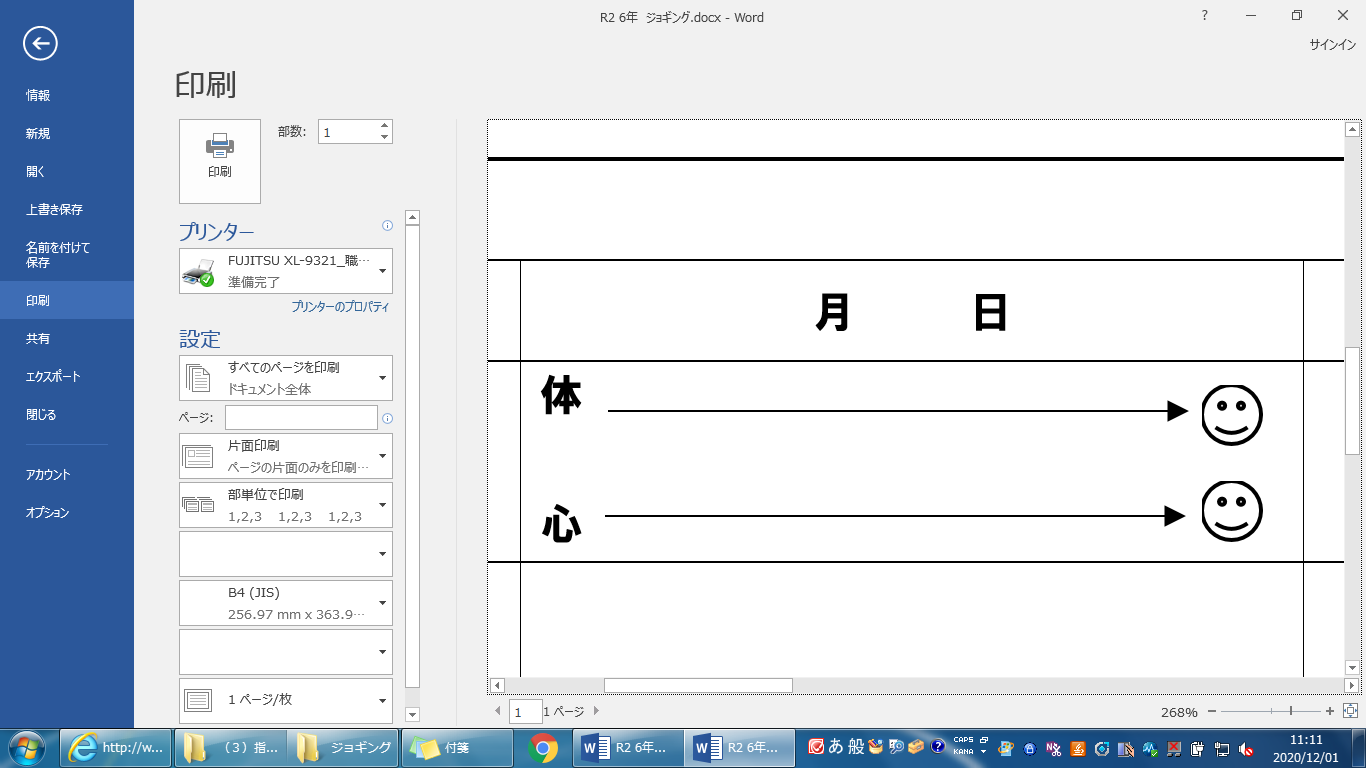 R2 6年 ジョギング.docx - Word
?
サインイン
情報
新規
開く
上書き保存
名前を付けて
保存
印刷
共有
エクスポート
閉じる
アカウント
オプション
印刷
印刷
部数: 1
プリンター
FUJITSU XL-9321_職…
準備完了
プリンターのプロパティ
設定
すべてのページを印刷
ドキュメント全体
ページ:
片面印刷
ページの片面のみを印刷…
部単位で印刷
1,2,3 1,2,3 1,2,3
B4 (JIS)
256.97 mm x 363.9…
1 ページ/枚
月 日
体
心
1 1 ページ
268%
http://w...
（3）指...
ジョギング
付箋
R2 6年...
R2 6年...
あ 般
CAPS
KANA
11:11
2020/12/01